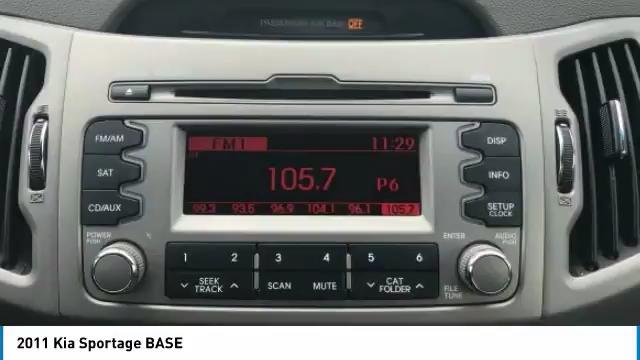 PASSENGER AIR BAG OFF
FM/AM
SAT
CD/AUX
FM1 11:29
105.7 P6
99.3 93.5 96.9 104.1 96.1 105.7
DISP
INFO
SETUP
CLOCK
POWER
PUSH
ENTER
AUDIO
PUSH
1 2 3 4 5 6
SEEK
TRACK
SCAN MUTE
CAT
FOLDER
FILE
TUNE
2011 Kia Sportage BASE